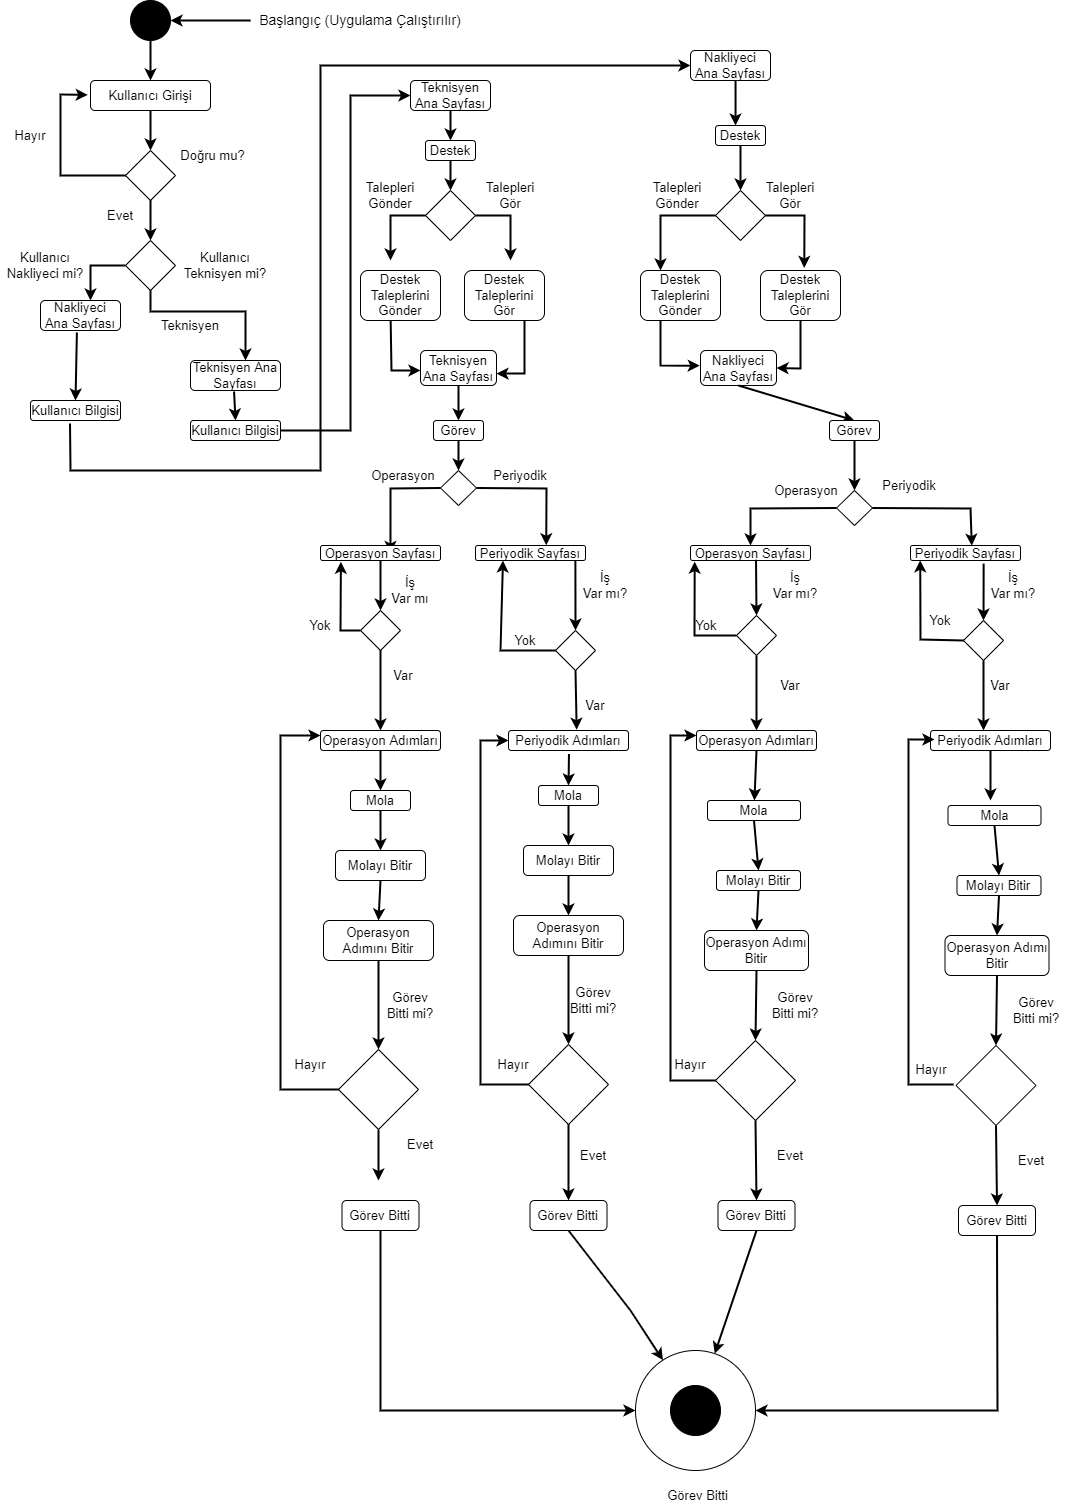 Başlangıç (Uygulama Çalıştırılır)
Kullanıcı Girişi
Hayır
Doğru mu?
Evet
Kullanıcı
Nakliyeci mi?
Kullanıcı
Teknisyen mi?
Nakliyeci
Ana Sayfası
Teknisyen
Teknisyen Ana
Sayfası
Kullanıcı Bilgisi
Kullanıcı Bilgisi
Teknisyen
Ana Sayfası
Destek
Talepleri
Gönder
Talepleri
Gör
Destek
Taleplerini
Gönder
Destek
Taleplerini
Gör
Teknisyen
Ana Sayfası
Görev
Operasyon
Periyodik
Nakliyeci
Ana Sayfası
Destek
Talepleri
Gönder
Talepleri
Gör
Destek
Taleplerini
Gönder
Destek
Taleplerini
Gör
Nakliyeci
Ana Sayfası
Görev
Operasyon
Periyodik
Operasyon Sayfası
İş
Var mı
Yok
Var
Operasyon Adımları
Mola
Molayı Bitir
Operasyon
Adımını Bitir
Görev
Bitti mi?
Hayır
Evet
Görev Bitti
Periyodik Sayfası
İş
Var mı?
Yok
Var
Periyodik Adımları
Mola
Molayı Bitir
Operasyon
Adımını Bitir
Görev
Bitti mi?
Hayır
Evet
Görev Bitti
Operasyon Sayfası
İş
Var mı?
Yok
Var
Operasyon Adımları
Mola
Molayı Bitir
Operasyon Adımı
Bitir
Görev
Bitti mi?
Hayır
Evet
Görev Bitti
Periyodik Sayfası
İş
Var mı?
Yok
Var
Periyodik Adımları
Mola
Molayı Bitir
Operasyon Adımı
Bitir
Görev
Bitti mi?
Hayır
Evet
Görev Bitti
Görev Bitti